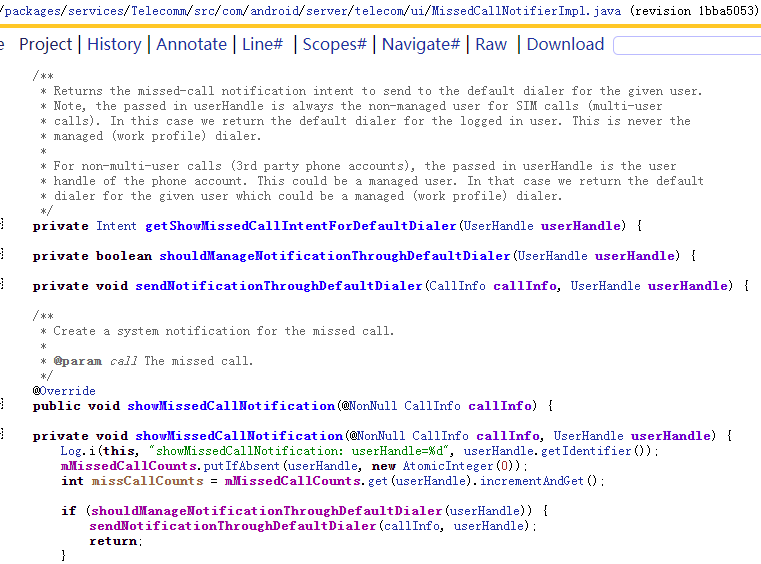 /packages/services/Telecomm/src/com/android/server/telecom/ui/MissedCallNotifierImpl.java (revision 1bba5053)
e Project | History | Annotate | Line# | Scopes# | Navigate# | Raw | Download
/**
* Returns the missed-call notification intent to send to the default dialer for the given user.
* Note, the passed in userHandle is always the non-managed user for SIM calls (multi-user
* calls). In this case we return the default dialer for the logged in user. This is never the
* managed (work profile) dialer.
*
* For non-multi-user calls (3rd party phone accounts), the passed in userHandle is the user
* handle of the phone account. This could be a managed user. In that case we return the default
* dialer for the given user which could be a managed (work profile) dialer.
*/
private Intent getShowMissedCallIntentForDefaultDialer(UserHandle userHandle) {
private boolean shouldManageNotificationThroughDefaultDialer(UserHandle userHandle) {
private void sendNotificationThroughDefaultDialer(CallInfo callInfo, UserHandle userHandle) {
/**
* Create a system notification for the missed call.
*
* @param call The missed call.
*/
@Override
public void showMissedCallNotification(@NonNull CallInfo callInfo) {
private void showMissedCallNotification(@NonNull CallInfo callInfo, UserHandle userHandle) {
Log.i(this, "showMissedCallNotification: userHandle=%d", userHandle.getIdentifier());
mMissedCallCounts.putIfAbsent(userHandle, new AtomicInteger(0));
int missCallCounts = mMissedCallCounts.get(userHandle).incrementAndGet();
if (shouldManageNotificationThroughDefaultDialer(userHandle)) {
sendNotificationThroughDefaultDialer(callInfo, userHandle);
return;
}